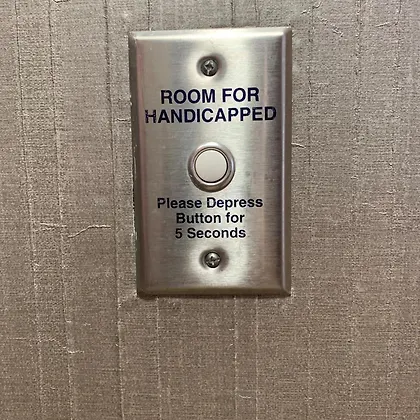 ROOM FOR
HANDICAPPED
Please Depress
Button for
5 Seconds